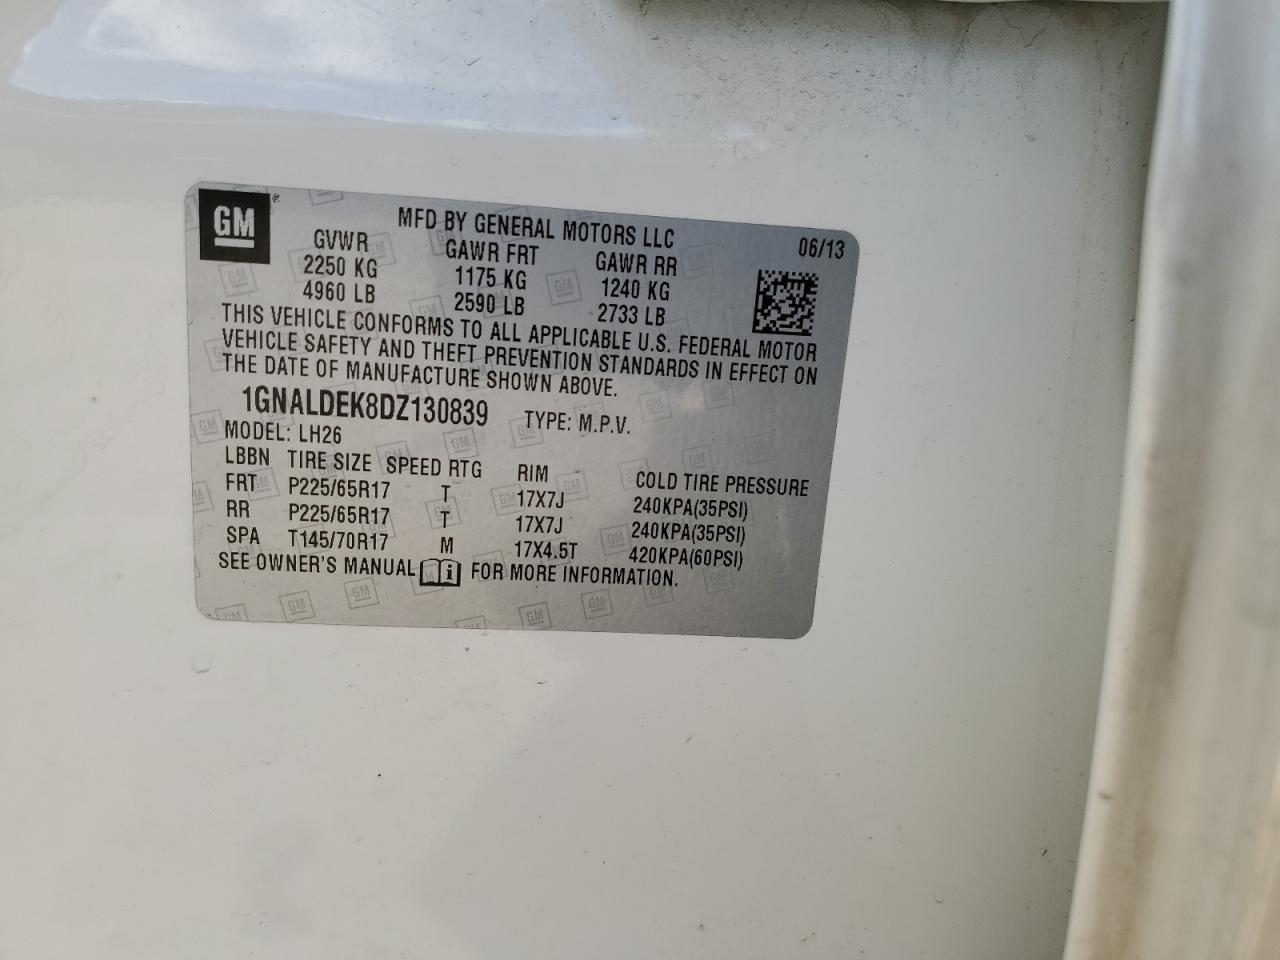 GM®
MFD BY GENERAL MOTORS LLC 06/13
GVWR GAWR FRT GAWR RR
2250 KG 1175 KG 1240 KG
4960 LB 2590 LB 2733 LB
THIS VEHICLE CONFORMS TO ALL APPLICABLE U.S. FEDERAL MOTOR
VEHICLE SAFETY AND THEFT PREVENTION STANDARDS IN EFFECT ON
THE DATE OF MANUFACTURE SHOWN ABOVE.
1GNALDEK8DZ130839 TYPE: M.P.V.
MODEL: LH26
LBBN TIRE SIZE SPEED RTG RIM COLD TIRE PRESSURE
FRT P225/65R17 T 17X7J 240KPA(35PSI)
RR P225/65R17 T 17X7J 240KPA(35PSI)
SPA T145/70R17 M 17X4.5T 420KPA(60PSI)
SEE OWNER'S MANUAL i FOR MORE INFORMATION.